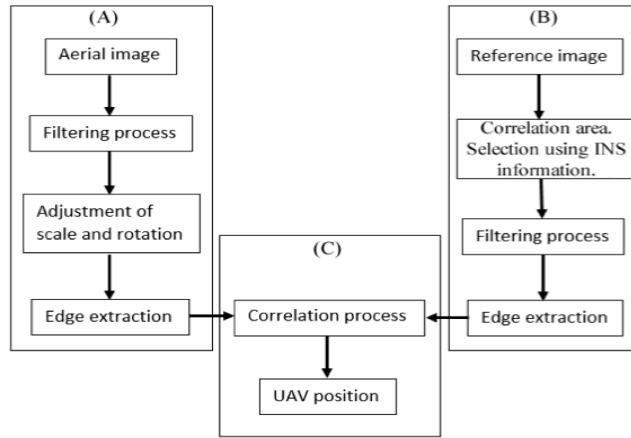 (A)
Aerial image
Filtering process
Adjustment of
scale and rotation
Edge extraction
(B)
Reference image
Correlation area.
Selection using INS
information.
Filtering process
Edge extraction
(C)
Correlation process
UAV position